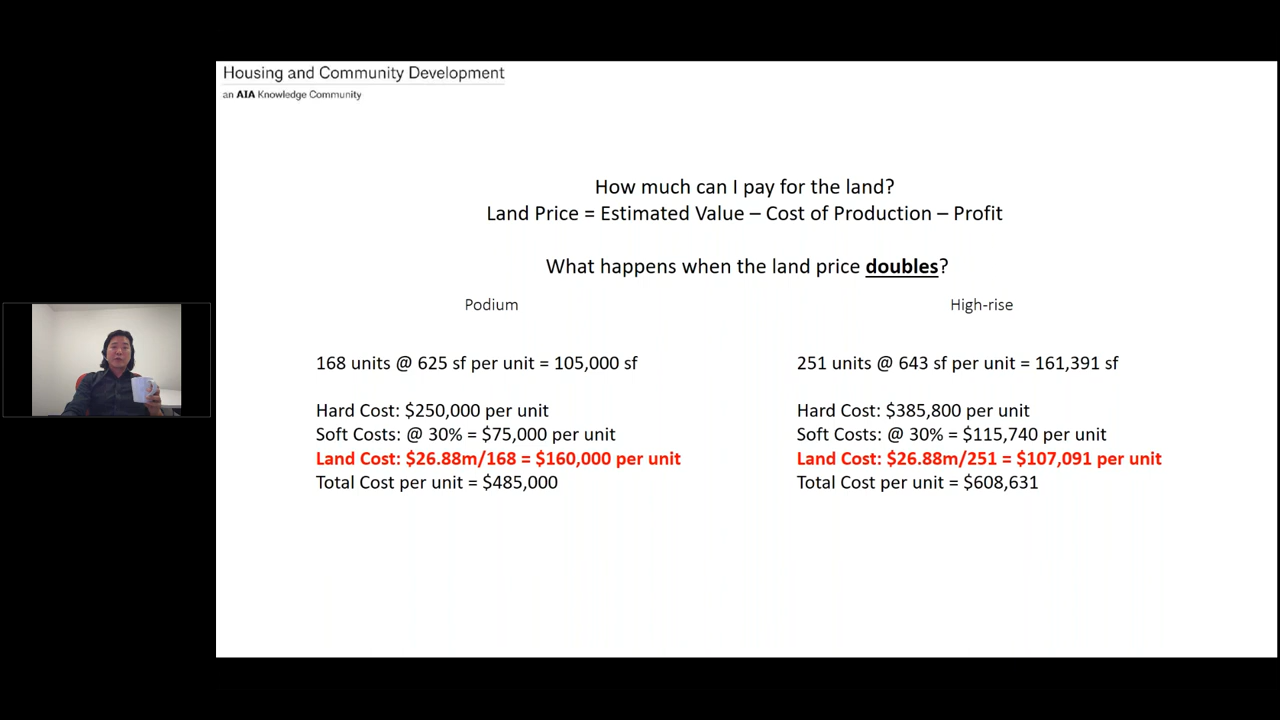 Housing and Community Development
an AIA Knowledge Community
How much can I pay for the land?
Land Price = Estimated Value – Cost of Production – Profit
What happens when the land price doubles?
Podium
168 units @ 625 sf per unit = 105,000 sf
Hard Cost: $250,000 per unit
Soft Costs: @ 30% = $75,000 per unit
Land Cost: $26.88m/168 = $160,000 per unit
Total Cost per unit = $485,000
High-rise
251 units @ 643 sf per unit = 161,391 sf
Hard Cost: $385,800 per unit
Soft Costs: @ 30% = $115,740 per unit
Land Cost: $26.88m/251 = $107,091 per unit
Total Cost per unit = $608,631